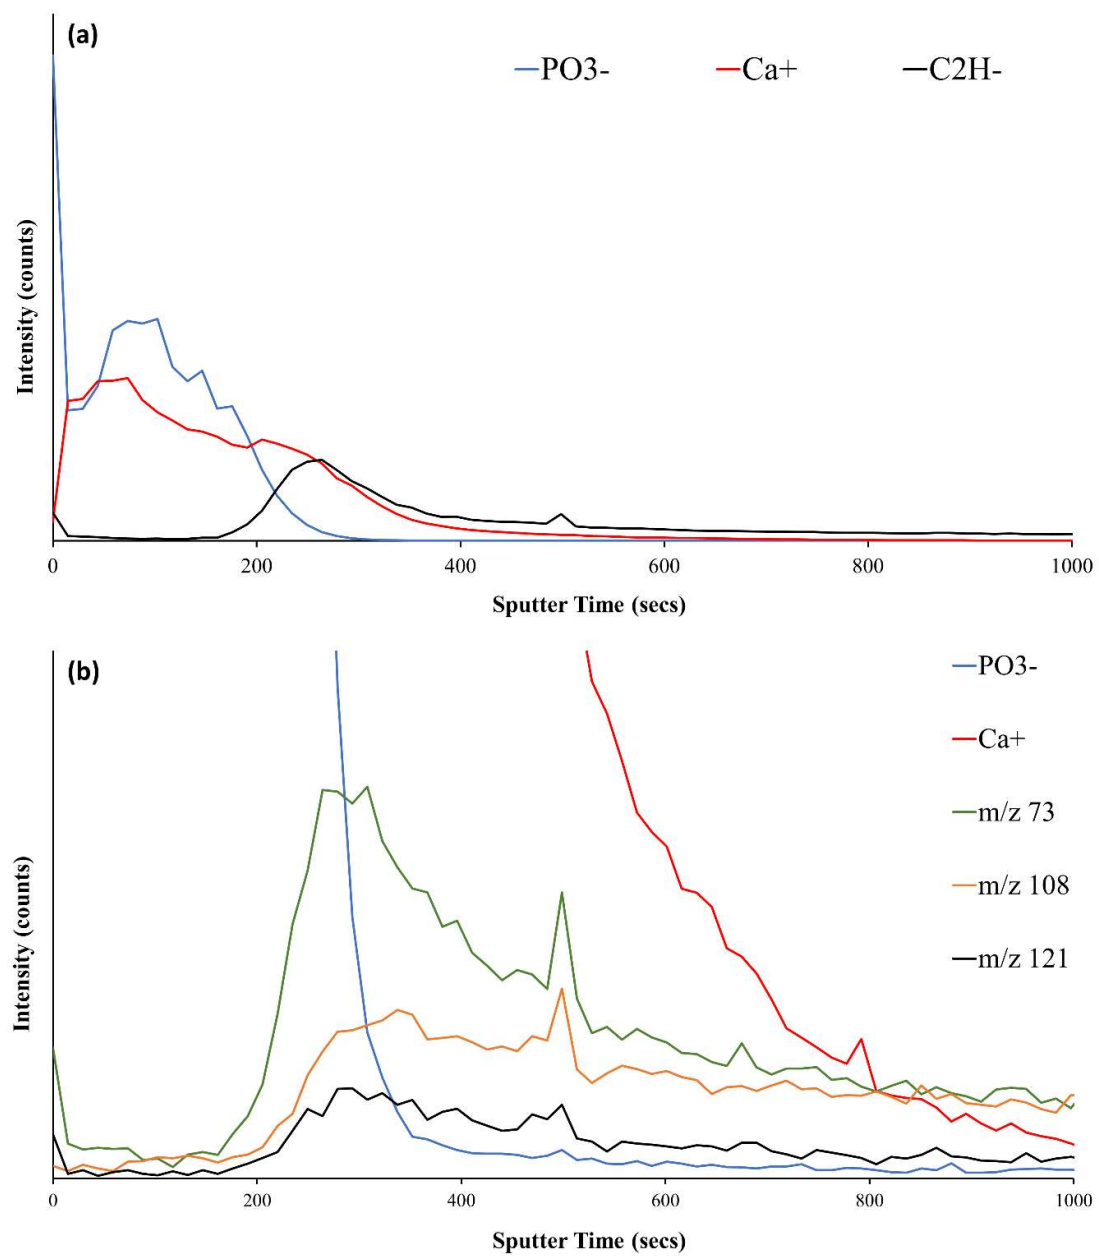 (a)
PO3- Ca+ C2H-
Intensity (counts)
0 200 400 600 800 1000
Sputter Time (secs)
(b)
PO3-
Ca+
m/z 73
m/z 108
m/z 121
Intensity (counts)
0 200 400 600 800 1000
Sputter Time (secs)